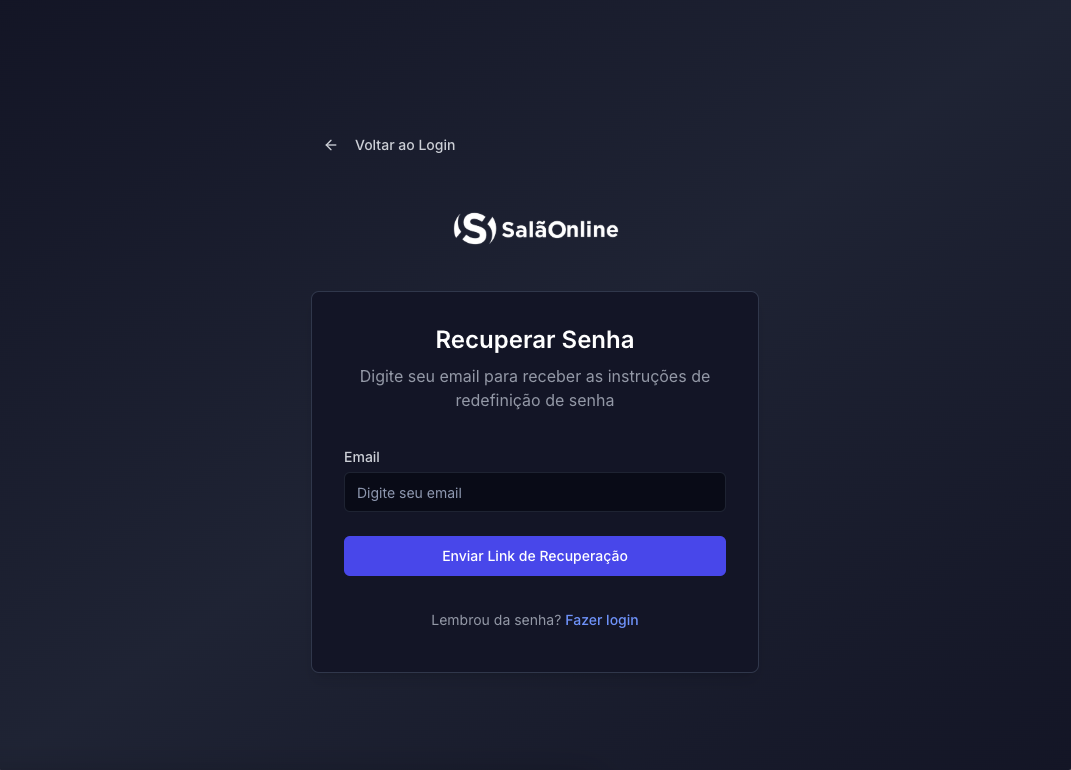 Voltar ao Login
SalãOnline
Recuperar Senha
Digite seu email para receber as instruções de
redefinição de senha
Email
Digite seu email
Enviar Link de Recuperação
Lembrou da senha? Fazer login